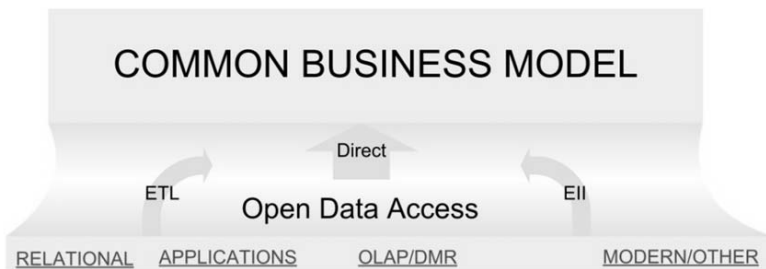 COMMON BUSINESS MODEL
Direct
ETL
EII
Open Data Access
RELATIONAL APPLICATIONS OLAP/DMR MODERN/OTHER